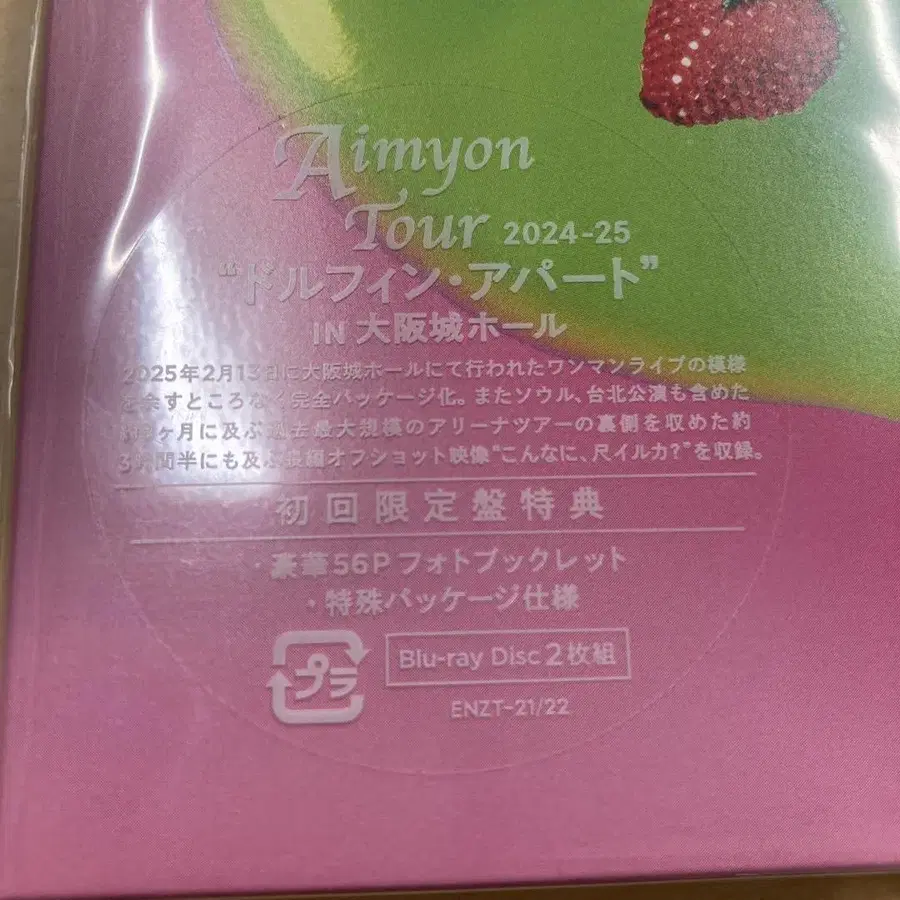 Aimyon
Tour 2024-25
“ドルフィン・アパート”
IN 大阪城ホール
2025年2月13日に大阪城ホールにて行われたワンマンライブの模様
を余すところなく完全パッケージ化。またソウル、台北公演も含めた
ヶ月に及ぶ過去最大規模のアリーナツアーの裏側を収めた約
3時間半にも及ぶ長編オフショット映像“こんなに、尺イルカ?”を収録。
初回限定盤特典
・豪華56Pフォトブックレット
・特殊パッケージ仕様
プラ
Blu-ray Disc 2枚組
ENZT-21/22